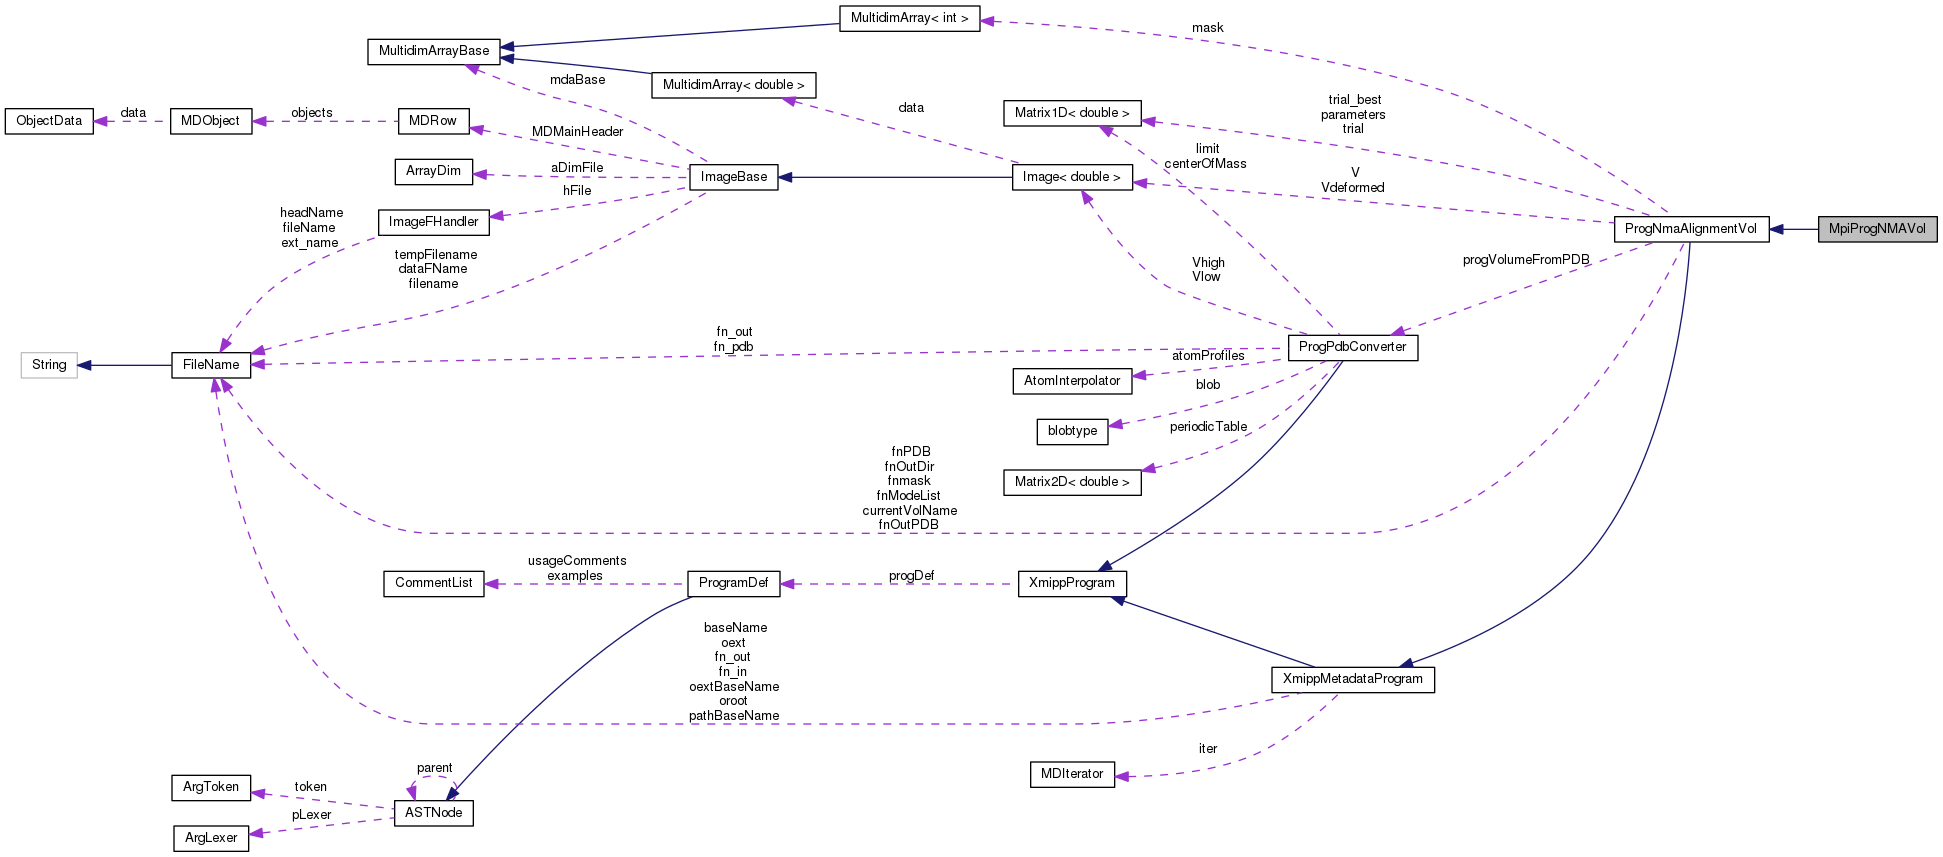 MultidimArray< int >
mask
MultidimArrayBase
mdaBase
MultidimArray< double >
data
ObjectData
data
MDObject
objects
MDRow
MDMainHeader
Matrix1D< double >
trial_best
parameters
trial
limit
centerOfMass
ArrayDim
aDimFile
ImageBase
Image< double >
V
Vdeformed
hFile
ImageFHandler
headName
fileName
ext_name
tempFilename
dataFName
filename
ProgNmaAlignmentVol
MpiProgNMAVol
Vhigh
Vlow
progVolumeFromPDB
fn_out
fn_pdb
ProgPdbConverter
String
FileName
atomProfiles
AtomInterpolator
blob
blobtype
periodicTable
Matrix2D< double >
fnPDB
fnOutDir
fnmask
fnModeList
currentVolName
fnOutPDB
CommentList
usageComments
examples
ProgramDef
progDef
XmippProgram
baseName
oext
fn_out
fn_in
oextBaseName
oroot
pathBaseName
XmippMetadataProgram
iter
MDIterator
parent
ArgToken
token
ASTNode
pLexer
ArgLexer